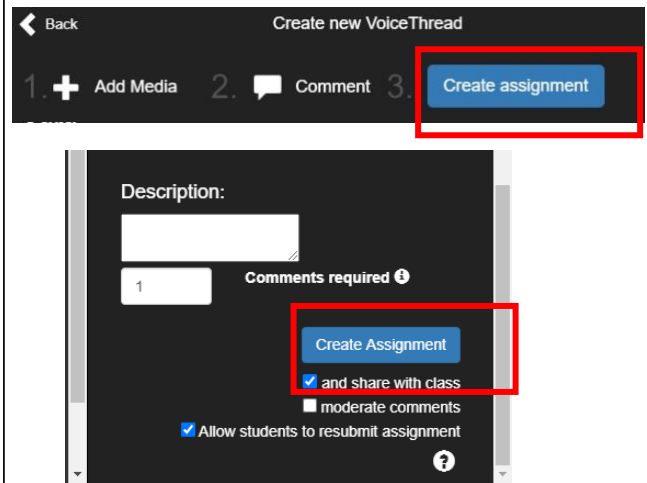 Back Create new VoiceThread
1. Add Media 2. Comment 3. Create assignment
Description:
1 Comments required
Create Assignment
and share with class
moderate comments
Allow students to resubmit assignment
?